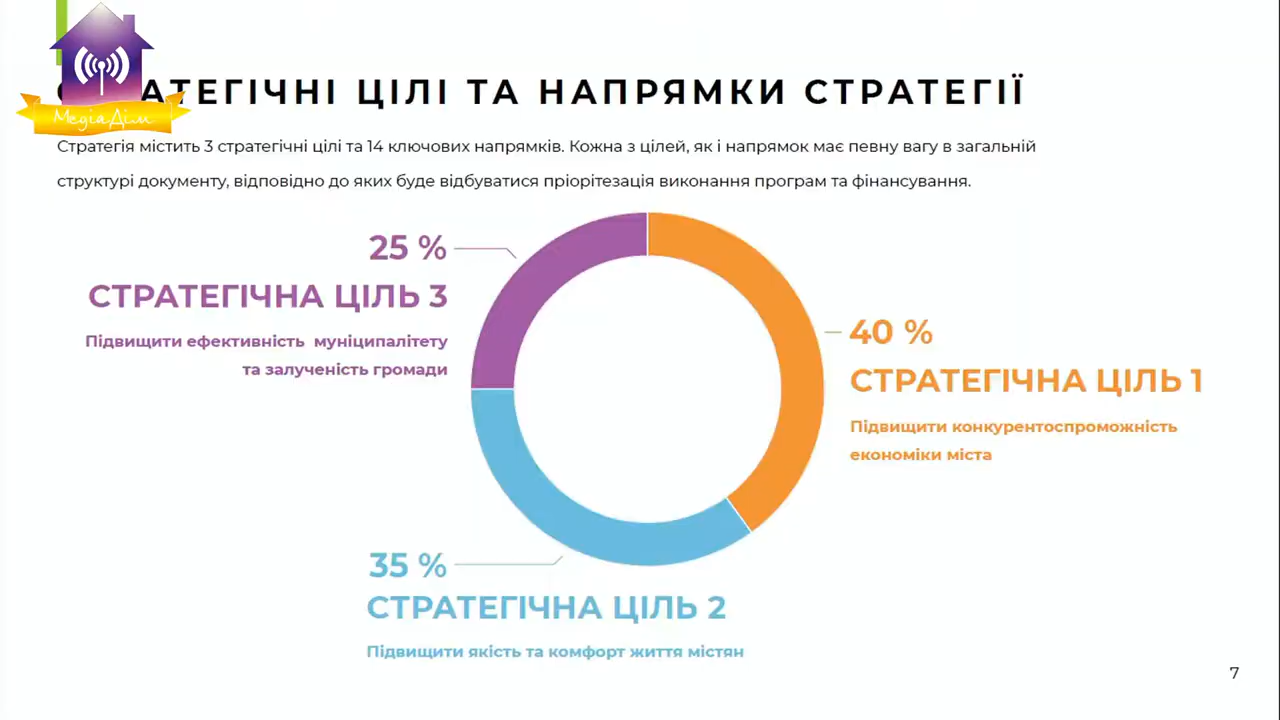 МедіаДім
АТЕГІЧНІ ЦІЛІ ТА НАПРЯМКИ СТРАТЕГІЇ
Стратегія містить 3 стратегічні цілі та 14 ключових напрямків. Кожна з цілей, як і напрямок має певну вагу в загальній
структурі документу, відповідно до яких буде відбуватися пріорітезація виконання програм та фінансування.
25 %
СТРАТЕГІЧНА ЦІЛЬ 3
Підвищити ефективність муніципалітету
та залученість громади
40 %
СТРАТЕГІЧНА ЦІЛЬ 1
Підвищити конкурентоспроможність
економіки міста
35 %
СТРАТЕГІЧНА ЦІЛЬ 2
Підвищити якість та комфорт життя містян
7